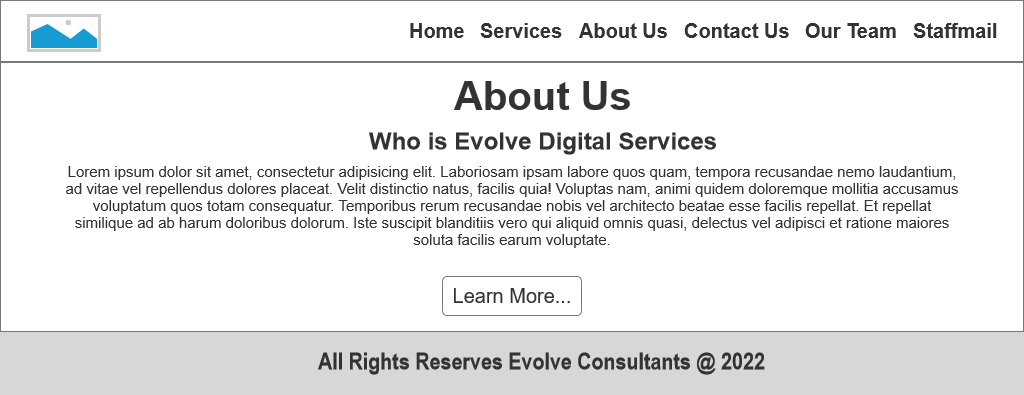 Home Services About Us Contact Us Our Team Staffmail
About Us
Who is Evolve Digital Services
Lorem ipsum dolor sit amet, consectetur adipisicing elit. Laboriosam ipsam labore quos quam, tempora recusandae nemo laudantium,
ad vitae vel repellendus dolores placeat. Velit distinctio natus, facilis quia! Voluptas nam, animi quidem doloremque mollitia accusamus
voluptatum quos totam consequatur. Temporibus rerum recusandae nobis vel architecto beatae esse facilis repellat. Et repellat
similique ad ab harum doloribus dolorum. Iste suscipit blanditiis vero qui aliquid omnis quasi, delectus vel adipisci et ratione maiores
soluta facilis earum voluptate.
Learn More...
All Rights Reserves Evolve Consultants @ 2022